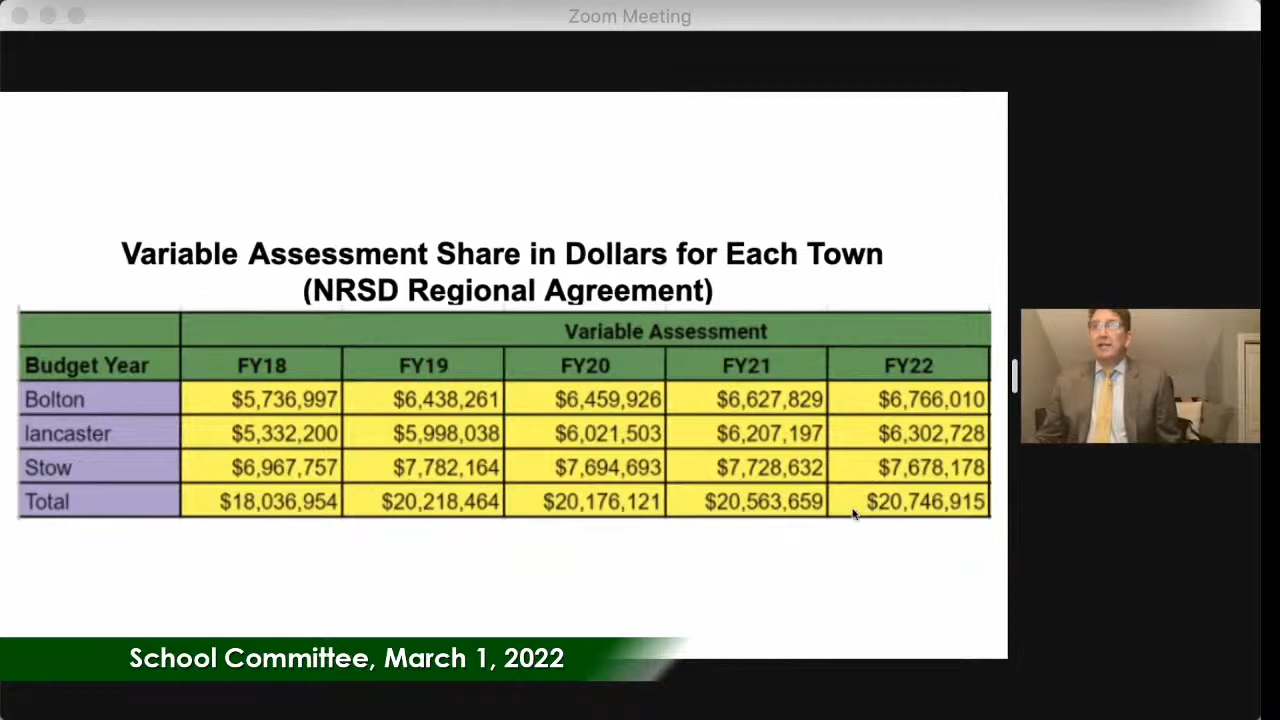 Zoom Meeting
Variable Assessment Share in Dollars for Each Town
(NRSD Regional Agreement)
Variable Assessment
Budget Year FY18 FY19 FY20 FY21 FY22
Bolton $5,736,997 $6,438,261 $6,459,926 $6,627,829 $6,766,010
lancaster $5,332,200 $5,998,038 $6,021,503 $6,207,197 $6,302,728
Stow $6,967,757 $7,782,164 $7,694,693 $7,728,632 $7,678,178
Total $18,036,954 $20,218,464 $20,176,121 $20,563,659 $20,746,915
School Committee, March 1, 2022